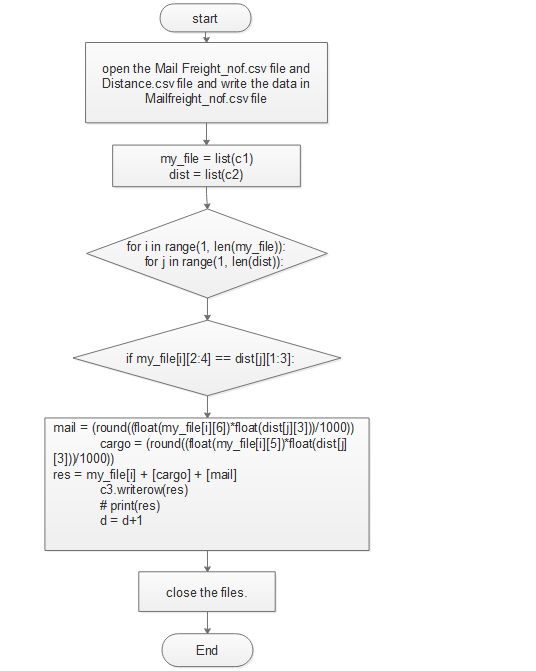 start
open the Mail Freight_nof.csv file and
Distance.csv file and write the data in
Mailfreight_nof.csv file
my_file = list(c1)
dist = list(c2)
for i in range(1, len(my_file)):
for j in range(1, len(dist)):
if my_file[i][2:4] == dist[j][1:3]:
mail = (round((float(my_file[i][6])*float(dist[j][3]))/1000))
cargo = (round((float(my_file[i][5])*float(dist[j]
[3]))/1000))
res = my_file[i] + [cargo] + [mail]
c3.writerow(res)
# print(res)
d = d+1
close the files.
End